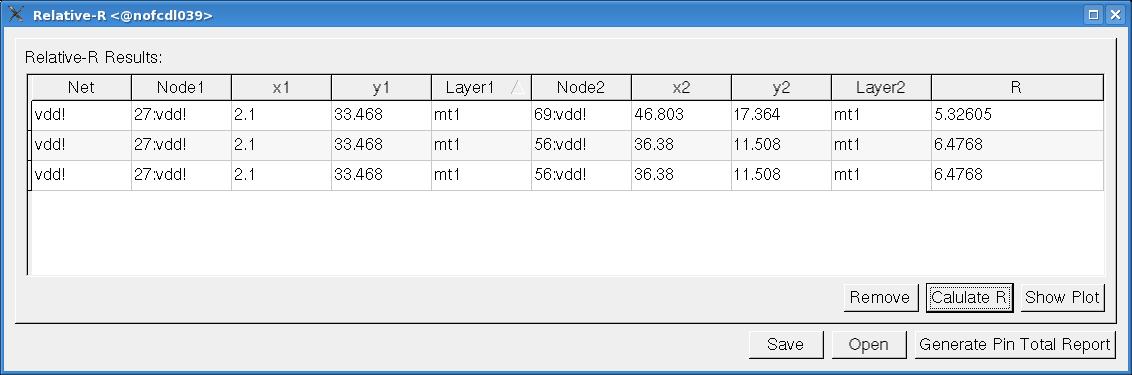 Relative-R <@nofcdl039>
Relative-R Results:
Net Node1 x1 y1 Layer1 Node2 x2 y2 Layer2 R
vdd! 27:vdd! 2.1 33.468 mt1 69:vdd! 46.803 17.364 mt1 5.32605
vdd! 27:vdd! 2.1 33.468 mt1 56:vdd! 36.38 11.508 mt1 6.4768
vdd! 27:vdd! 2.1 33.468 mt1 56:vdd! 36.38 11.508 mt1 6.4768
Remove Calulate R Show Plot
Save Open Generate Pin Total Report